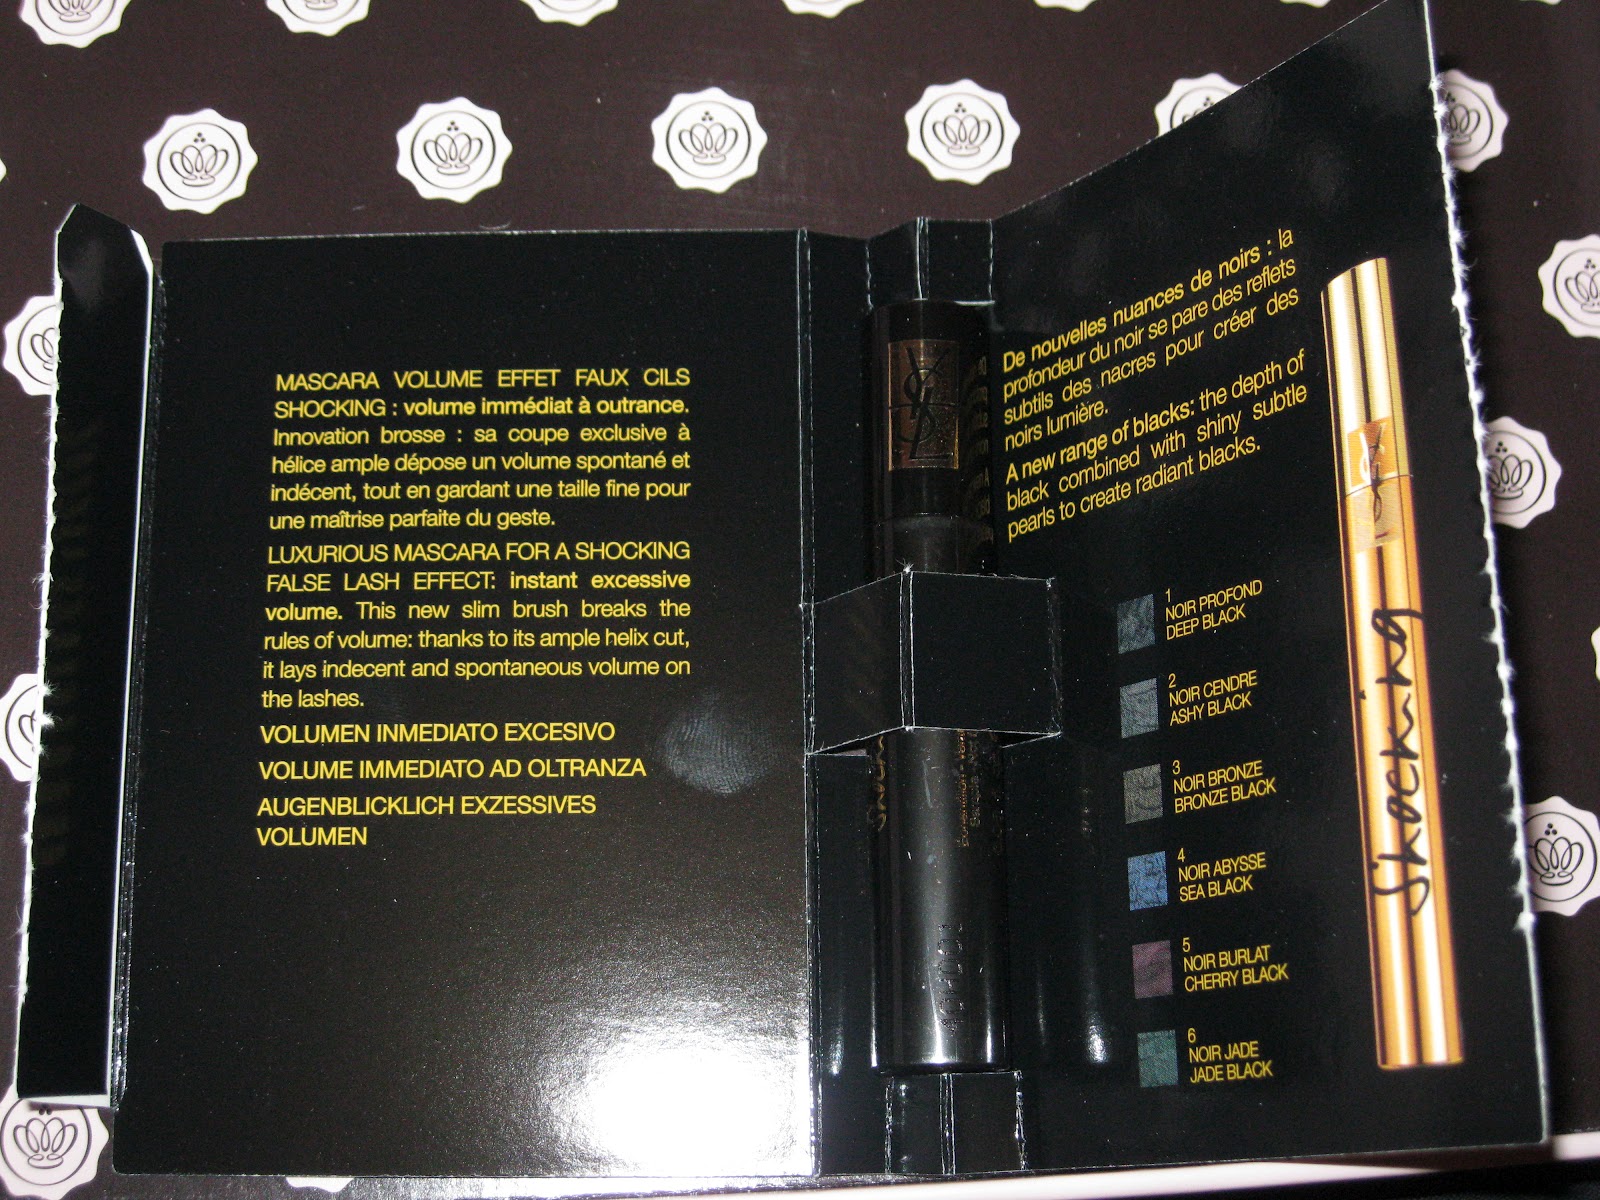 MASCARA VOLUME EFFET FAUX CILS
SHOCKING : volume immédiat à outrance.
Innovation brosse : sa coupe exclusive à
hélice ample dépose un volume spontané et
indécent, tout en gardant une taille fine pour
une maîtrise parfaite du geste.
LUXURIOUS MASCARA FOR A SHOCKING
FALSE LASH EFFECT: instant excessive
volume. This new slim brush breaks the
rules of volume: thanks to its ample helix cut,
it lays indecent and spontaneous volume on
the lashes.
VOLUMEN INMEDIATO EXCESIVO
VOLUME IMMEDIATO AD OLTRANZA
AUGENBLICKLICH EXZESSIVES
VOLUMEN
YSL
De nouvelles nuances de noirs : la
profondeur du noir se pare des reflets
subtils des nacres pour créer des
noirs lumière.
A new range of blacks: the depth of
black combined with shiny subtle
pearls to create radiant blacks.
1
NOIR PROFOND
DEEP BLACK
2
NOIR CENDRE
ASHY BLACK
3
NOIR BRONZE
BRONZE BLACK
4
NOIR ABYSSE
SEA BLACK
5
NOIR BURLAT
CHERRY BLACK
6
NOIR JADE
JADE BLACK
YSL
Shocking